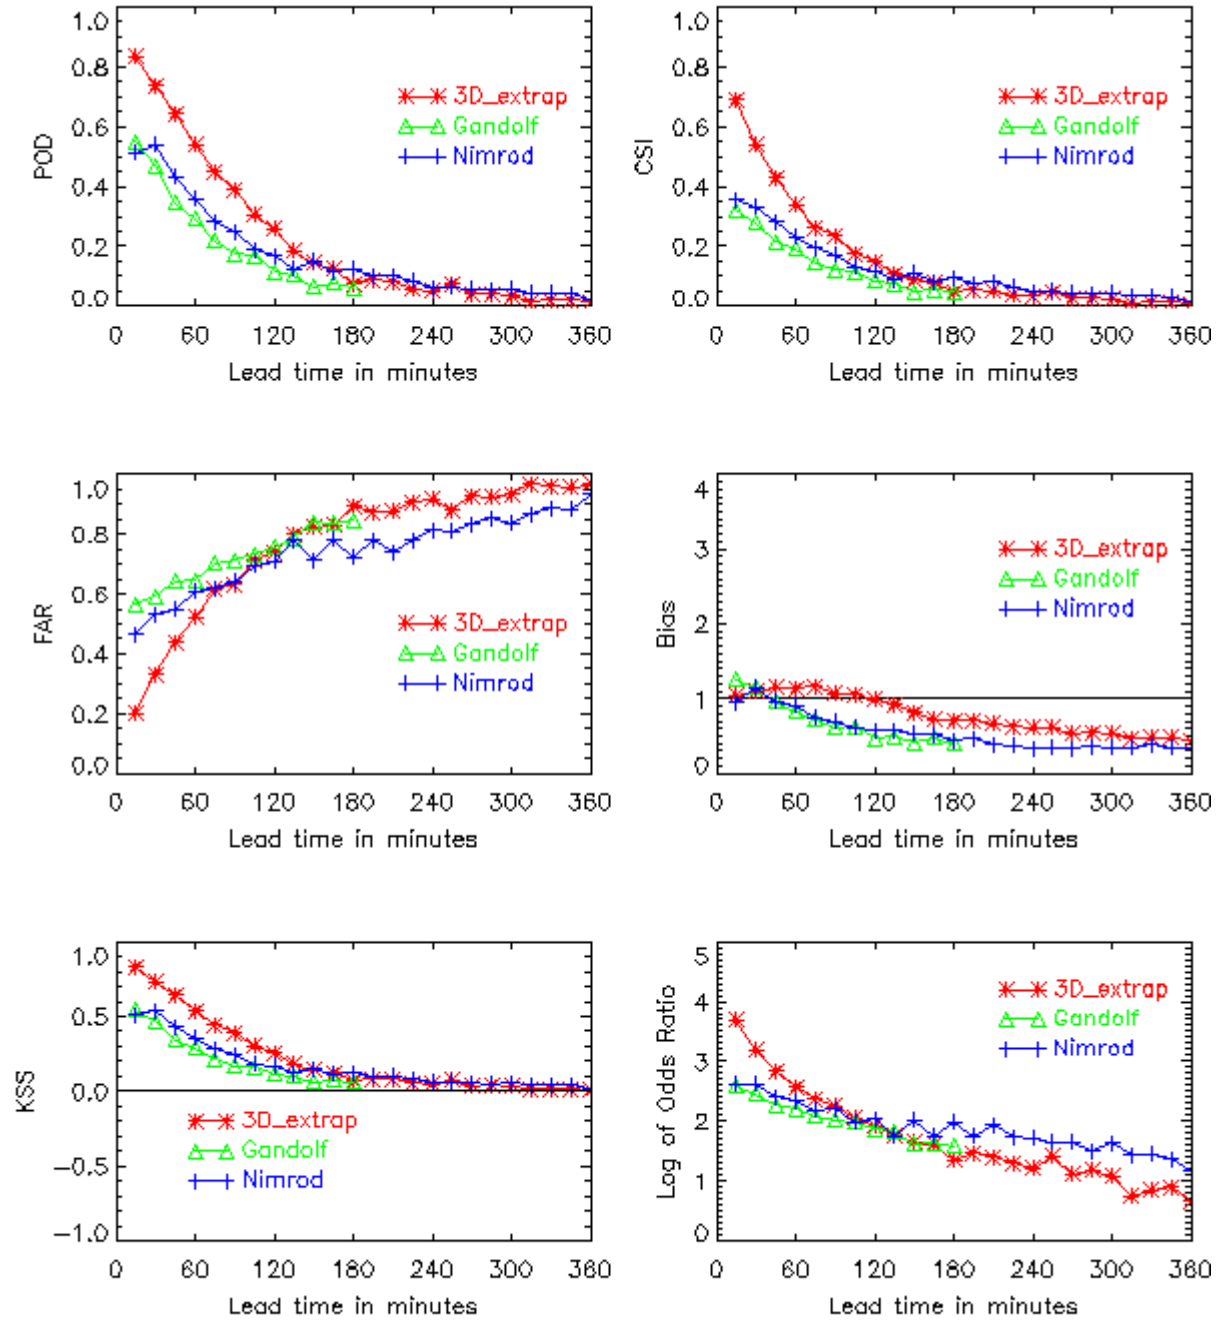 POD
1.0
0.8
0.6
0.4
0.2
0.0
3D_extrap
Gandolf
Nimrod
0 60 120 180 240 300 360
Lead time in minutes
CSI
1.0
0.8
0.6
0.4
0.2
0.0
3D_extrap
Gandolf
Nimrod
0 60 120 180 240 300 360
Lead time in minutes
FAR
1.0
0.8
0.6
0.4
0.2
0.0
3D_extrap
Gandolf
Nimrod
0 60 120 180 240 300 360
Lead time in minutes
Bias
4
3
2
1
0
3D_extrap
Gandolf
Nimrod
0 60 120 180 240 300 360
Lead time in minutes
KSS
1.0
0.5
0.0
-0.5
-1.0
3D_extrap
Gandolf
Nimrod
0 60 120 180 240 300 360
Lead time in minutes
Log of Odds Ratio
5
4
3
2
1
0
3D_extrap
Gandolf
Nimrod
0 60 120 180 240 300 360
Lead time in minutes